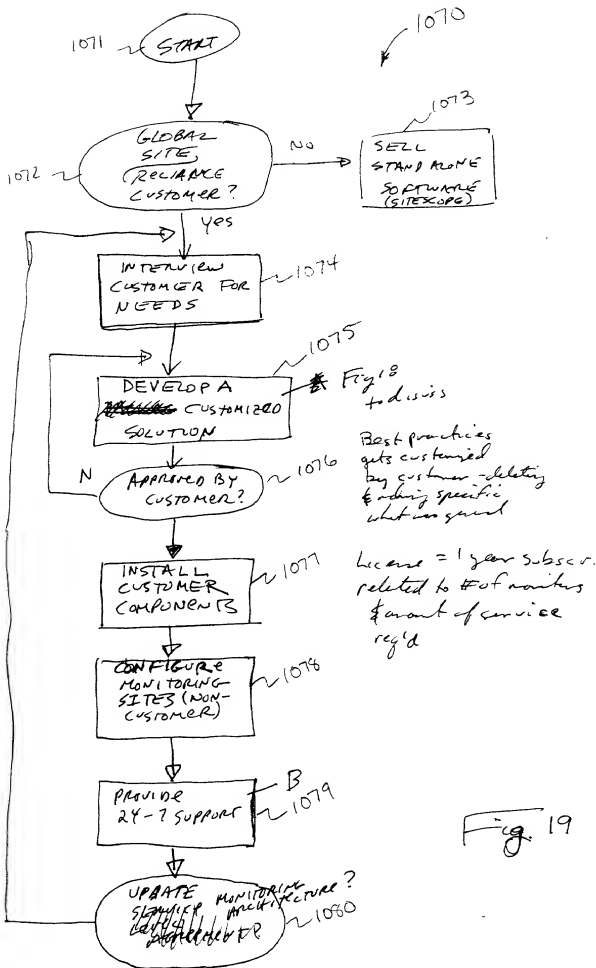 1070
1071
START
1072
GLOBAL
SITE,
RELIANCE
CUSTOMER?
NO
1073
SELL
STANDALONE
SOFTWARE
(SITESCOPE)
yes
INTERVIEW
CUSTOMER FOR
NEEDS
1074
1075
DEVELOP A
CUSTOMIZED
SOLUTION
Fig 18
to discuss
N
APPROVED BY
CUSTOMER?
1076
Best practices
gets customized
by customer - deleting
& adding specific
what was general
INSTALL
CUSTOMER
COMPONENTS
1077
License = 1 year subscr.
related to # of monitors
& amount of service
req'd
CONFIGURE
MONITORING
SITES (NON-
CUSTOMER)
1078
PROVIDE
24-7 SUPPORT
B
1079
Fig. 19
UPDATE
MONITORING
ARCHITECTURE?
1080